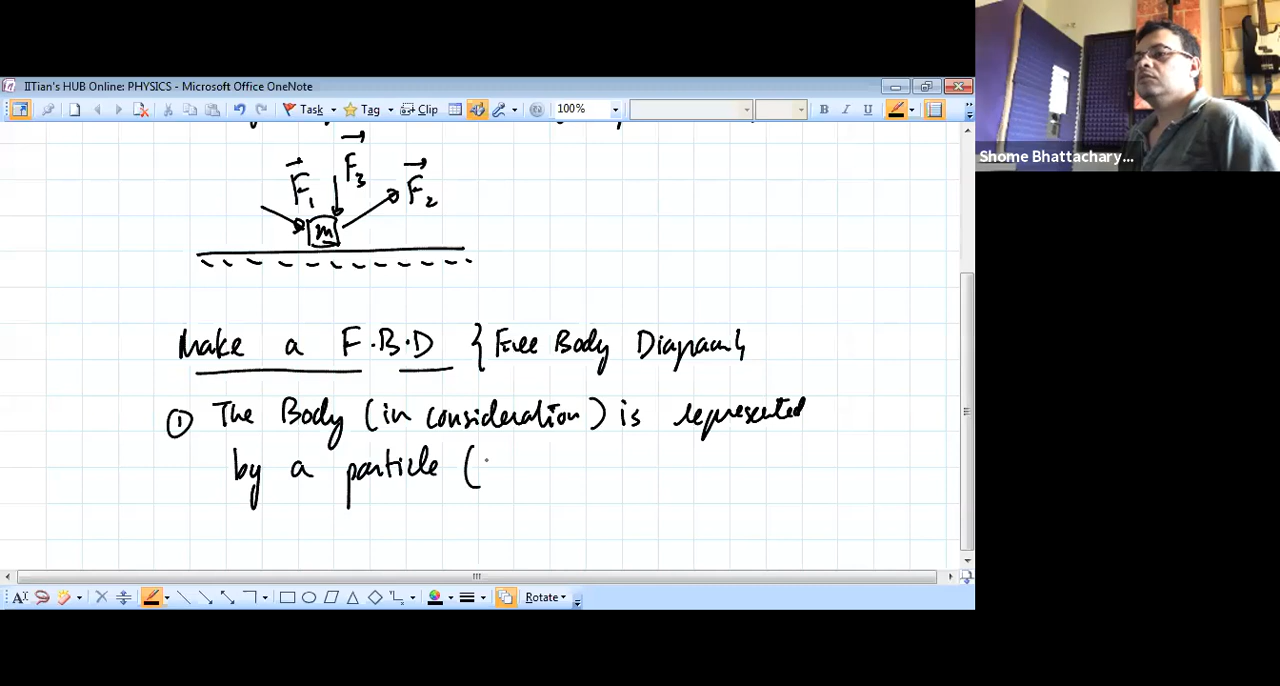 IITian's HUB Online: PHYSICS - Microsoft Office OneNote
Task Tag Clip 100% B I U
F₁ F₃ F₂
m
Make a F.B.D {Free Body Diagram}
① The Body (in consideration) is represented
by a particle (.
Rotate
Shome Bhattachary...